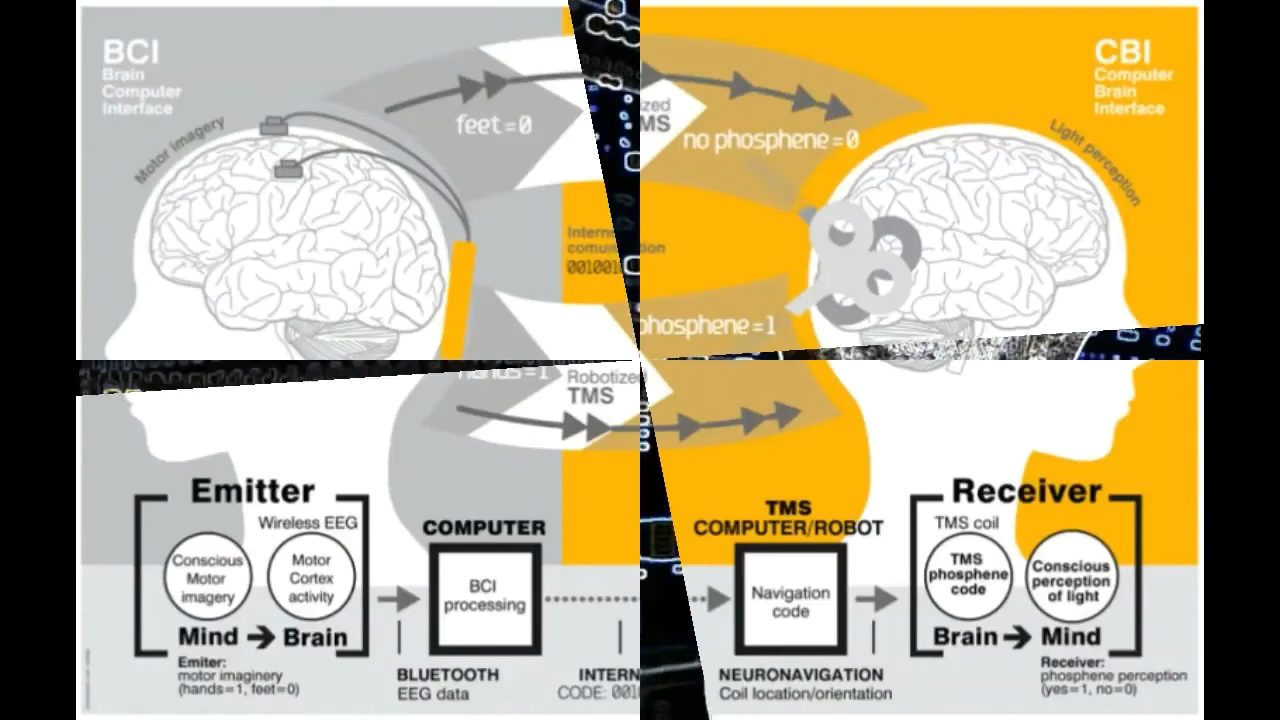 BCI
Brain
Computer
Interface
Motor imagery
feet=0
no phosphene=0
CBI
Computer
Brain
Interface
Light perception
001001
phosphene=1
hands=1
Robotized
TMS
Emitter
Wireless EEG
Conscious
Motor
imagery
Motor
Cortex
activity
Mind → Brain
Emiter:
motor imaginery
(hands=1, feet=0)
COMPUTER
BCI
processing
BLUETOOTH
EEG data
CODE:
TMS
COMPUTER/ROBOT
Navigation
code
NEURONAVIGATION
Coil location/orientation
Receiver
TMS coil
TMS
phosphene
code
Conscious
perception
of light
Brain → Mind
Receiver:
phosphene perception
(yes=1, no=0)